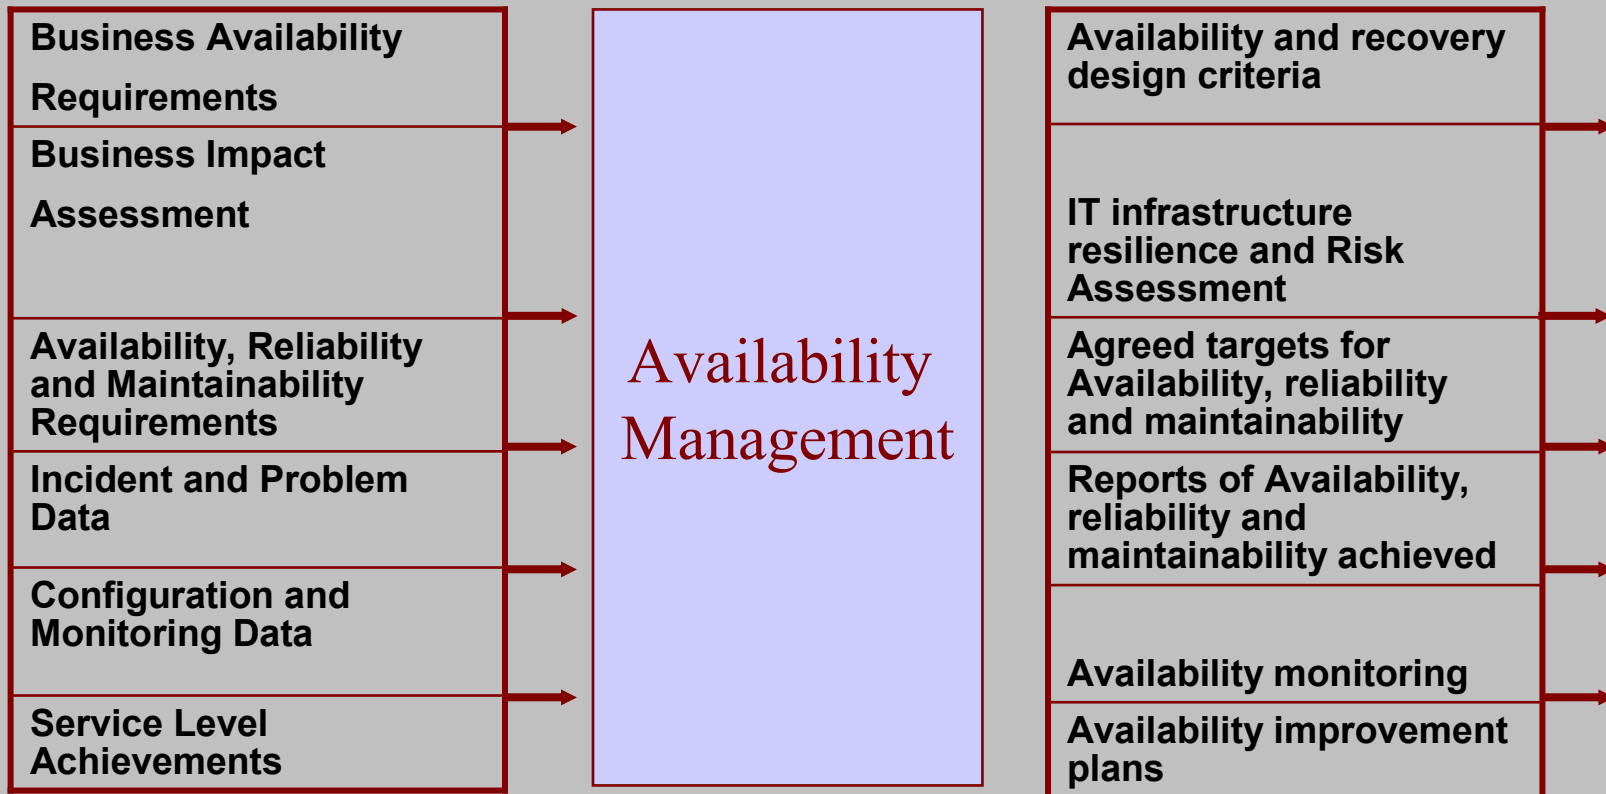 Business Availability
Requirements
Business Impact
Assessment
Availability, Reliability
and Maintainability
Requirements
Incident and Problem
Data
Configuration and
Monitoring Data
Service Level
Achievements
Availability
Management
Availability and recovery
design criteria
IT infrastructure
resilience and Risk
Assessment
Agreed targets for
Availability, reliability
and maintainability
Reports of Availability,
reliability and
maintainability achieved
Availability monitoring
Availability improvement
plans